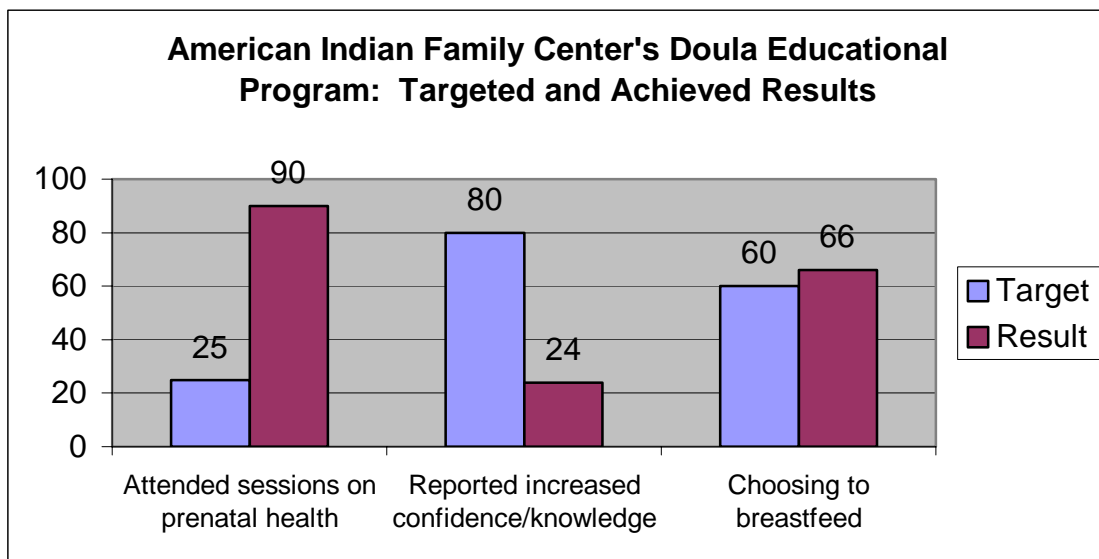 American Indian Family Center's Doula Educational
Program:  Targeted and Achieved Results
100
80
60
40
20
0
25
90
80
24
60
66
Attended sessions on
prenatal health
Reported increased
confidence/knowledge
Choosing to
breastfeed
Target
Result